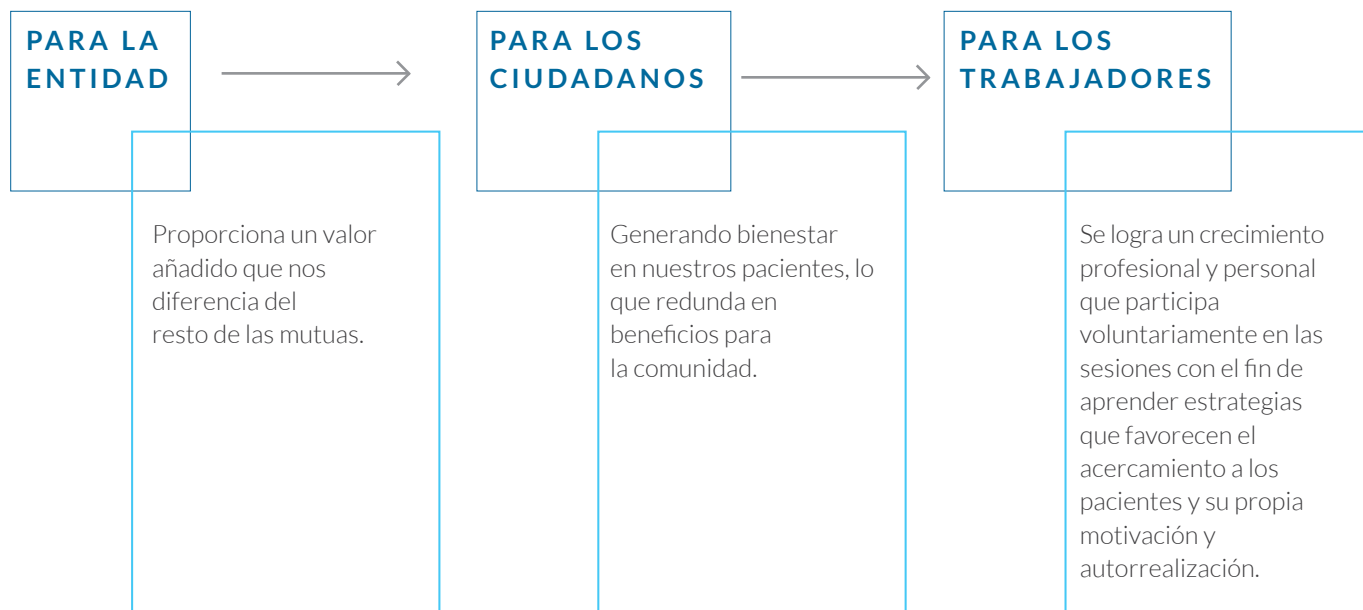 PARA LA
ENTIDAD
Proporciona un valor
añadido que nos
diferencia del
resto de las mutuas.
PARA LOS
CIUDADANOS
Generando bienestar
en nuestros pacientes, lo
que redunda en
beneficios para
la comunidad.
PARA LOS
TRABAJADORES
Se logra un crecimiento
profesional y personal
que participa
voluntariamente en las
sesiones con el fin de
aprender estrategias
que favorecen el
acercamiento a los
pacientes y su propia
motivación y
autorrealización.